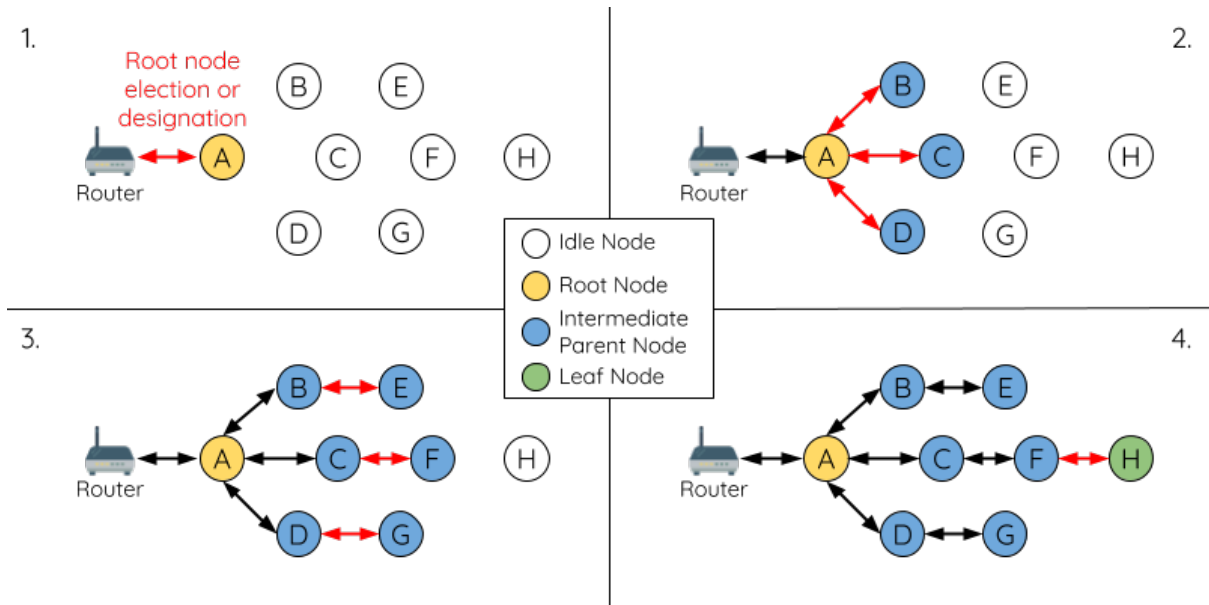 1.
Root node
election or
designation
Router
A
B
E
C
F
H
D
G
2.
Router
A
B
E
C
F
H
D
G
Idle Node
Root Node
Intermediate
Parent Node
Leaf Node
3.
Router
A
B
E
C
F
H
D
G
4.
Router
A
B
E
C
F
H
D
G